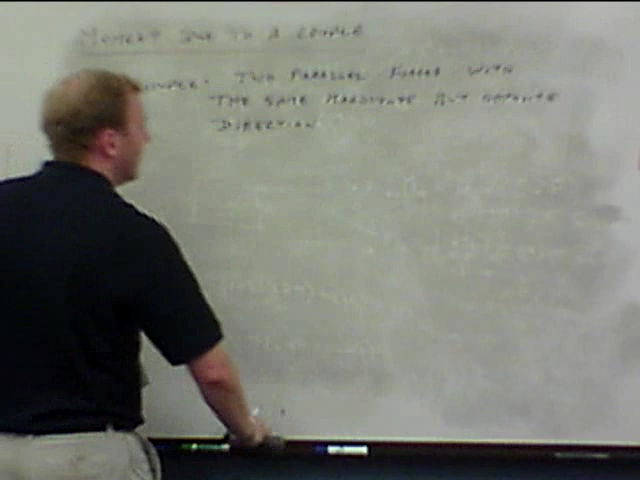 MOMENT DUE TO A COUPLE
COUPLE: TWO PARALLEL FORCES WITH
THE SAME MAGNITUDE BUT OPPOSITE
DIRECTION